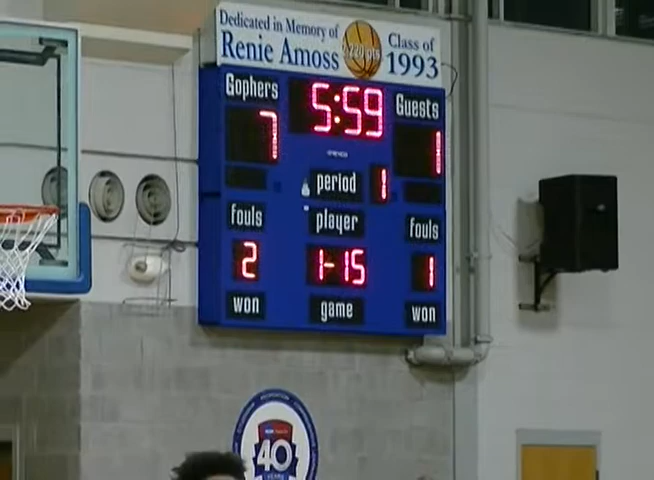 Dedicated in Memory of
Renie Amoss
Class of
1993
Gophers
5:59
Guests
7
1
period
1
fouls
player
fouls
2
1-15
1
won
game
won
40
YEARS